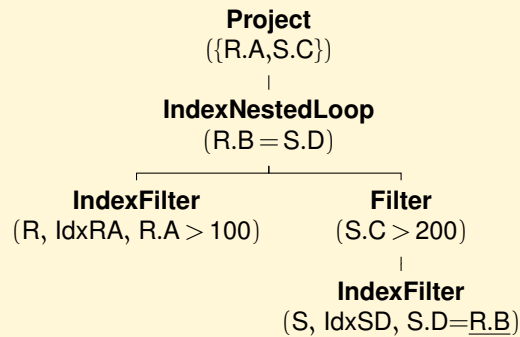 Project
({R.A,S.C})
IndexNestedLoop
(R.B = S.D)
IndexFilter
(R, IdxRA, R.A > 100)
Filter
(S.C > 200)
IndexFilter
(S, IdxSD, S.D=R.B)